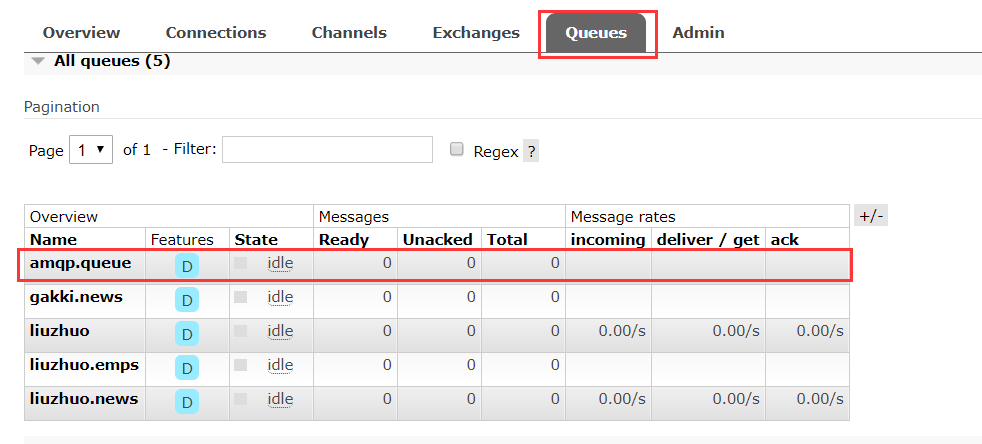 Overview Connections Channels Exchanges Queues Admin
All queues (5)
Pagination
Page 1 of 1 - Filter: Regex ?
Overview Messages Message rates +/-
Name Features State Ready Unacked Total incoming deliver / get ack
amqp.queue D idle 0 0 0
gakki.news D idle 0 0 0
liuzhuo D idle 0 0 0 0.00/s 0.00/s 0.00/s
liuzhuo.emps D idle 0 0 0
liuzhuo.news D idle 0 0 0 0.00/s 0.00/s 0.00/s